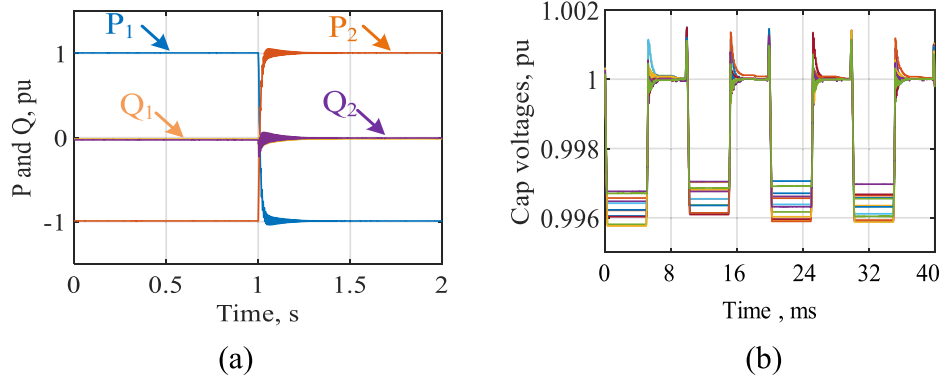 P and Q, pu
1
0
-1
P1
P2
Q1
Q2
0
0.5
1
1.5
2
Time, s
(a)
Cap voltages, pu
1.002
1
0.998
0.996
0
8
16
24
32
40
Time , ms
(b)